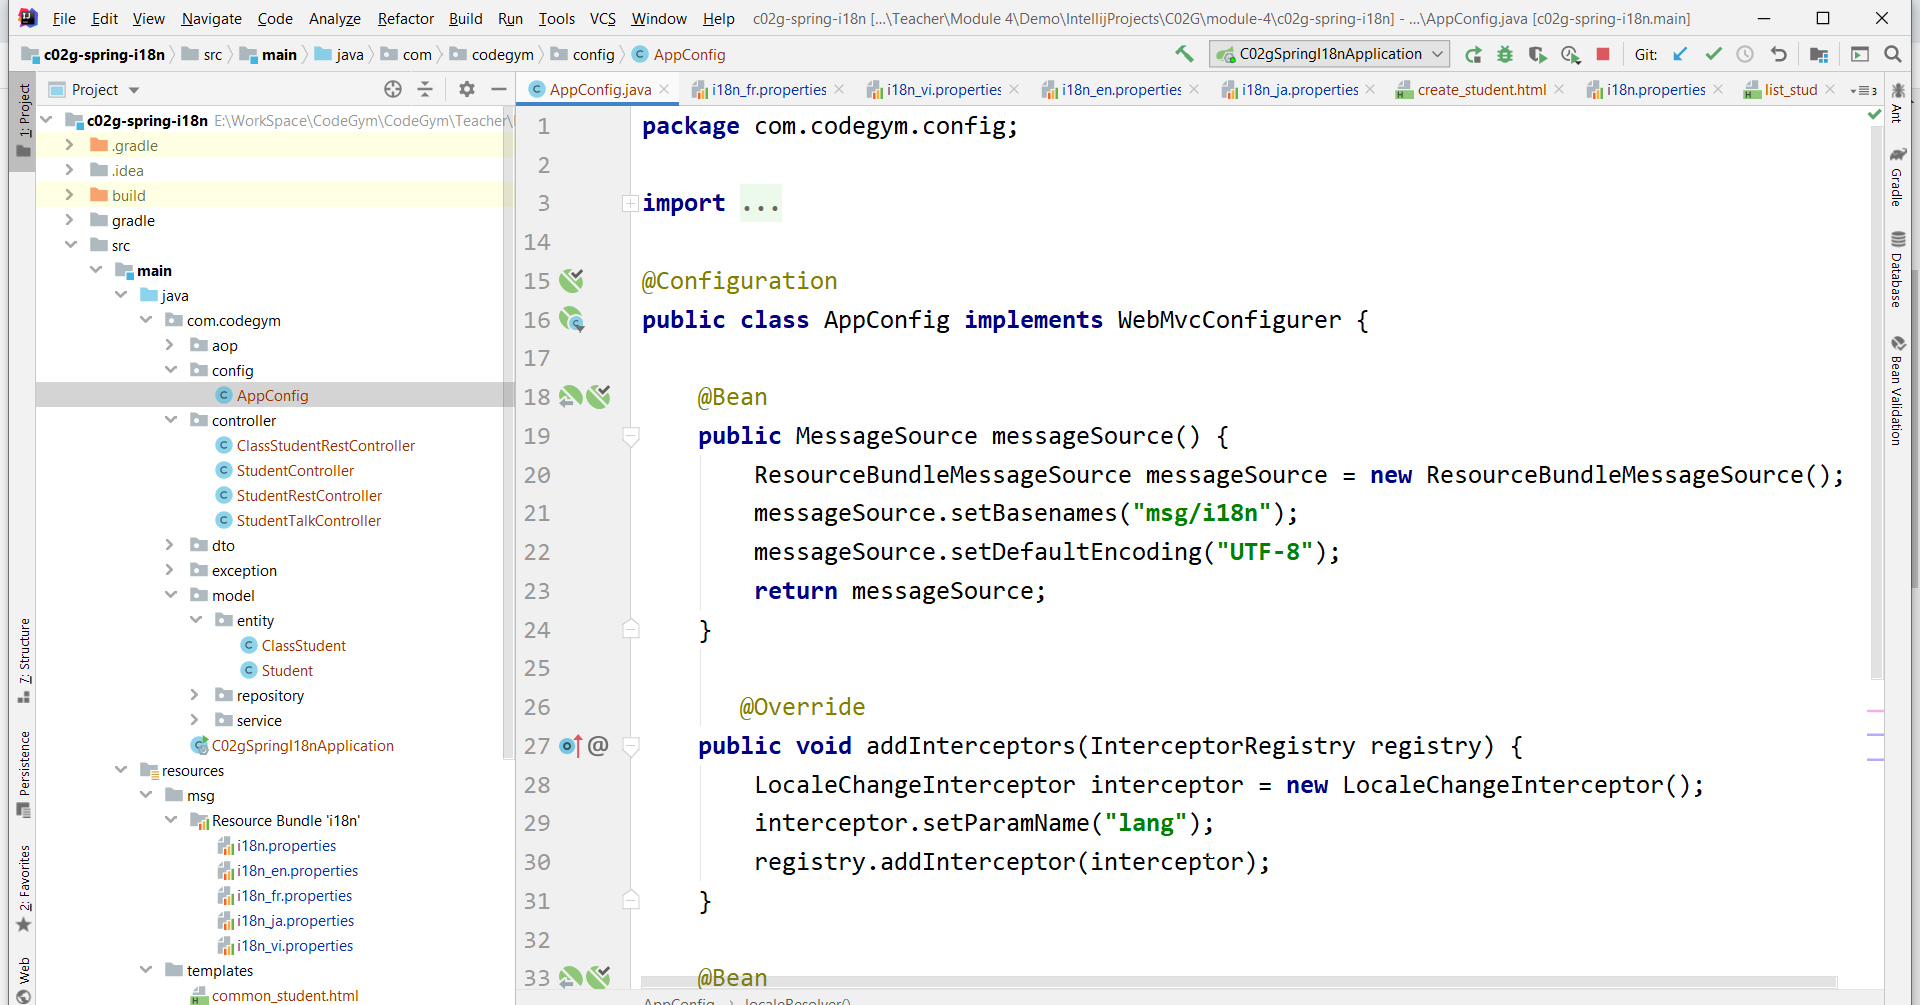 File Edit View Navigate Code Analyze Refactor Build Run Tools VCS Window Help c02g-spring-i18n [...\Teacher\Module 4\Demo\IntellijProjects\C02G\module-4\c02g-spring-i18n] - ...\AppConfig.java [c02g-spring-i18n.main]
c02g-spring-i18n src main java com codegym config AppConfig C02gSpringI18nApplication Git:
Project
AppConfig.java i18n_fr.properties i18n_vi.properties i18n_en.properties i18n_ja.properties create_student.html i18n.properties list_stud 3
1: Project
7: Structure
Persistence
2: Favorites
Web
c02g-spring-i18n E:\WorkSpace\CodeGym\CodeGym\Teacher\
.gradle
.idea
build
gradle
src
main
java
com.codegym
aop
config
AppConfig
controller
ClassStudentRestController
StudentController
StudentRestController
StudentTalkController
dto
exception
model
entity
ClassStudent
Student
repository
service
C02gSpringI18nApplication
resources
msg
Resource Bundle 'i18n'
i18n.properties
i18n_en.properties
i18n_fr.properties
i18n_ja.properties
i18n_vi.properties
templates
common_student.html
1 package com.codegym.config;
2
3 import ...
14
15 @Configuration
16 public class AppConfig implements WebMvcConfigurer {
17
18 @Bean
19 public MessageSource messageSource() {
20 ResourceBundleMessageSource messageSource = new ResourceBundleMessageSource();
21 messageSource.setBasenames("msg/i18n");
22 messageSource.setDefaultEncoding("UTF-8");
23 return messageSource;
24 }
25
26 @Override
27 @ public void addInterceptors(InterceptorRegistry registry) {
28 LocaleChangeInterceptor interceptor = new LocaleChangeInterceptor();
29 interceptor.setParamName("lang");
30 registry.addInterceptor(interceptor);
31 }
32
33 @Bean
AppConfig > localeResolver()
Ant
Gradle
Database
Bean Validation